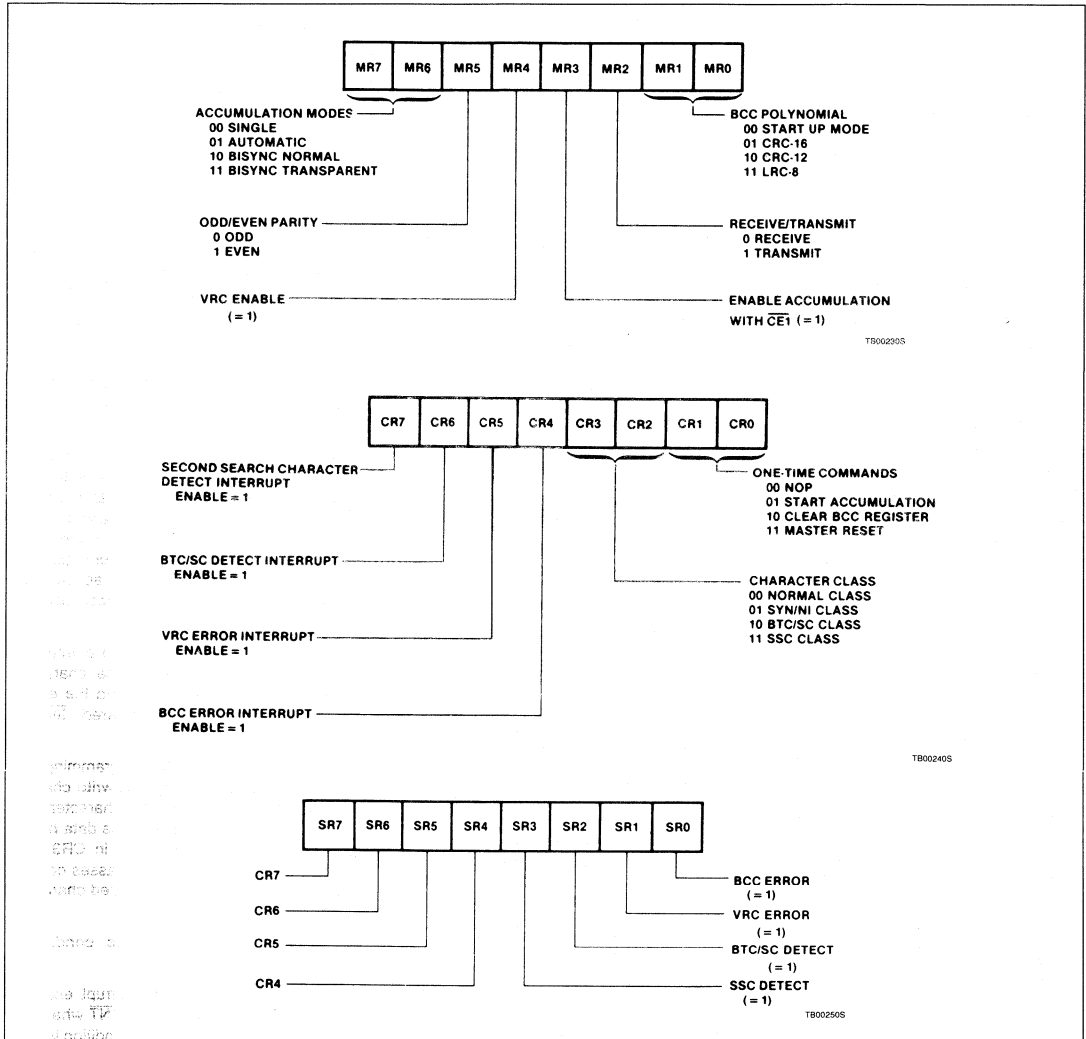 MR7 MR6 MR5 MR4 MR3 MR2 MR1 MR0
ACCUMULATION MODES
00 SINGLE
01 AUTOMATIC
10 BISYNC NORMAL
11 BISYNC TRANSPARENT
BCC POLYNOMIAL
00 START UP MODE
01 CRC-16
10 CRC-12
11 LRC-8
ODD/EVEN PARITY
0 ODD
1 EVEN
RECEIVE/TRANSMIT
0 RECEIVE
1 TRANSMIT
VRC ENABLE
(= 1)
ENABLE ACCUMULATION
WITH C̅E̅1̅ (= 1)
TB00230S
CR7 CR6 CR5 CR4 CR3 CR2 CR1 CR0
SECOND SEARCH CHARACTER
DETECT INTERRUPT
ENABLE = 1
ONE-TIME COMMANDS
00 NOP
01 START ACCUMULATION
10 CLEAR BCC REGISTER
11 MASTER RESET
BTC/SC DETECT INTERRUPT
ENABLE = 1
CHARACTER CLASS
00 NORMAL CLASS
01 SYN/NI CLASS
10 BTC/SC CLASS
11 SSC CLASS
VRC ERROR INTERRUPT
ENABLE = 1
BCC ERROR INTERRUPT
ENABLE = 1
TB00240S
SR7 SR6 SR5 SR4 SR3 SR2 SR1 SR0
CR7
CR6
CR5
CR4
BCC ERROR
(= 1)
VRC ERROR
(= 1)
BTC/SC DETECT
(= 1)
SSC DETECT
(= 1)
TB00250S